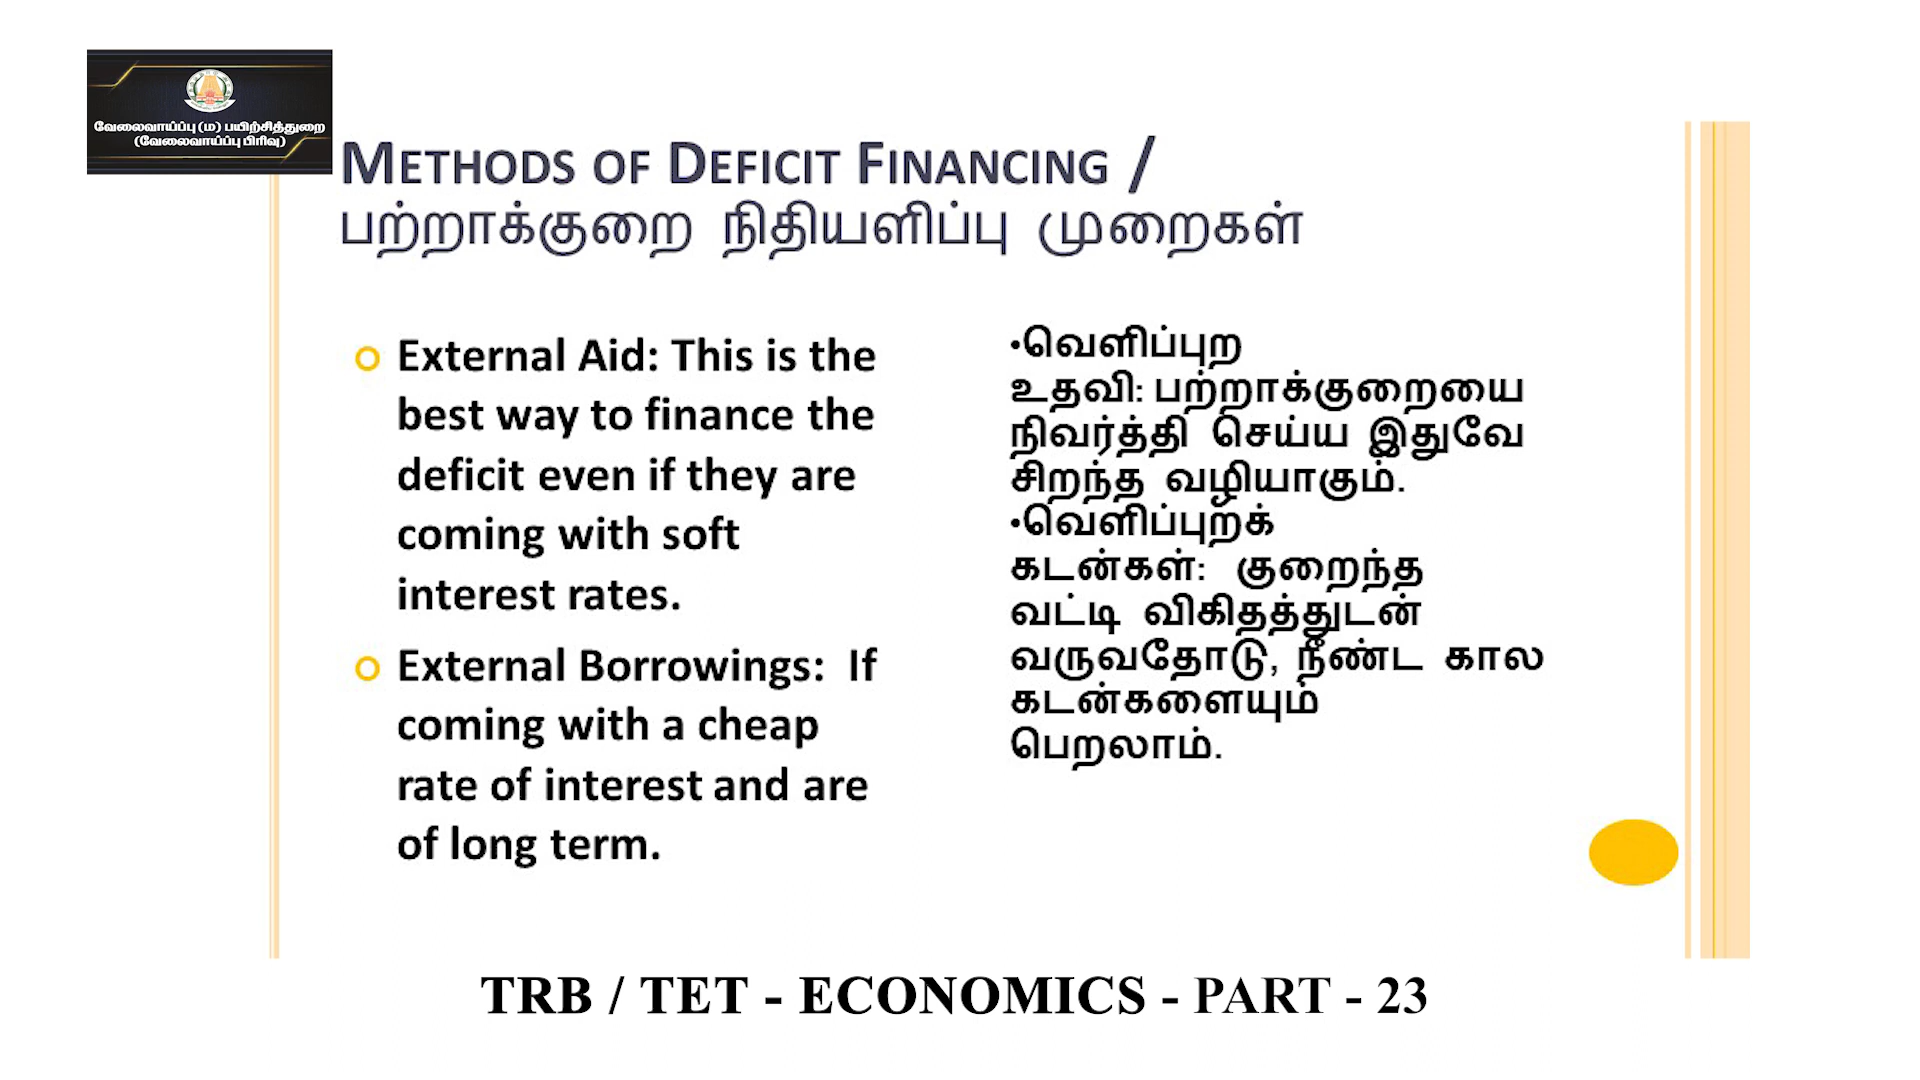 வேலைவாய்ப்பு (ம) பயிற்சித்துறை
(வேலைவாய்ப்பு பிரிவு)
METHODS OF DEFICIT FINANCING /
பற்றாக்குறை நிதியளிப்பு முறைகள்
External Aid: This is the
best way to finance the
deficit even if they are
coming with soft
interest rates.
External Borrowings: If
coming with a cheap
rate of interest and are
of long term.
•வெளிப்புற
உதவி: பற்றாக்குறையை
நிவர்த்தி செய்ய இதுவே
சிறந்த வழியாகும்.
•வெளிப்புறக்
கடன்கள்: குறைந்த
வட்டி விகிதத்துடன்
வருவதோடு, நீண்ட கால
கடன்களையும்
பெறலாம்.
TRB / TET - ECONOMICS - PART - 23